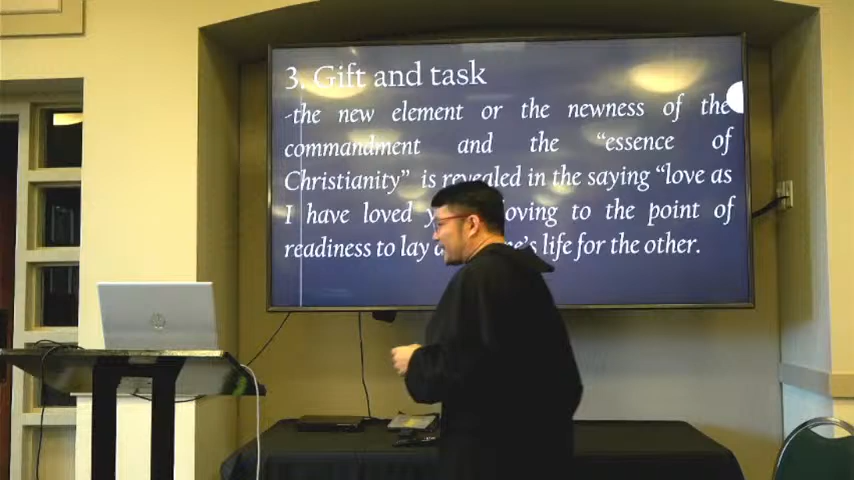 3. Gift and task
-the new element or the newness of the
commandment and the “essence of
Christianity” is revealed in the saying “love as
I have loved loving to the point of
readiness to lay life for the other.